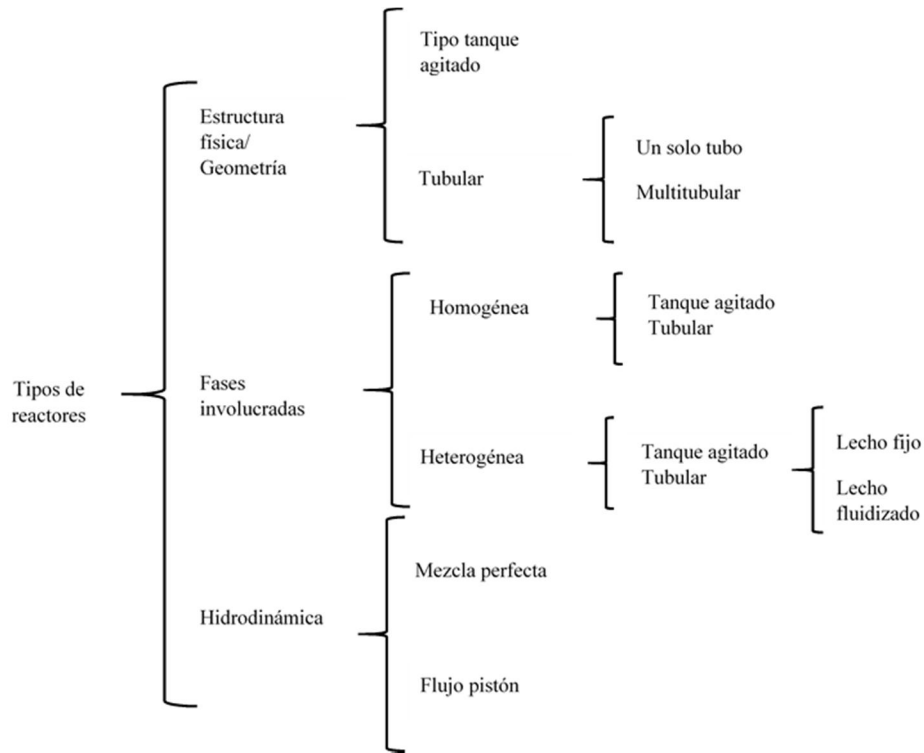 Tipos de
reactores
Estructura
física/
Geometría
Tipo tanque
agitado
Tubular
Un solo tubo
Multitubular
Fases
involucradas
Homogénea
Tanque agitado
Tubular
Heterogénea
Tanque agitado
Tubular
Lecho fijo
Lecho
fluidizado
Hidrodinámica
Mezcla perfecta
Flujo pistón